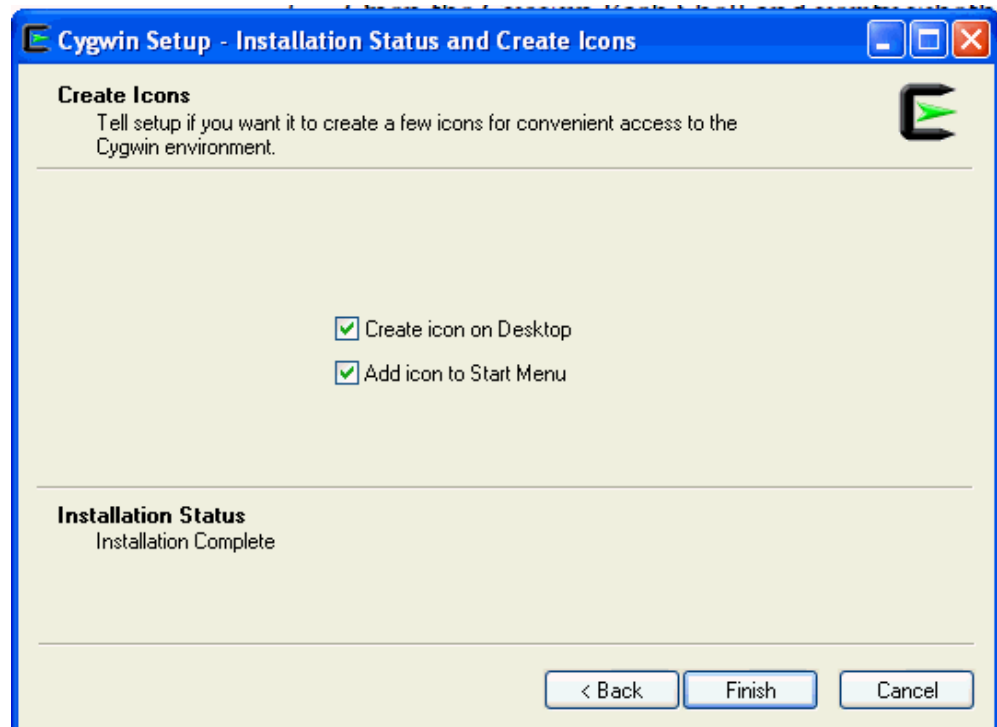 Cygwin Setup - Installation Status and Create Icons
Create Icons
Tell setup if you want it to create a few icons for convenient access to the
Cygwin environment.
Create icon on Desktop
Add icon to Start Menu
Installation Status
Installation Complete
< Back
Finish
Cancel